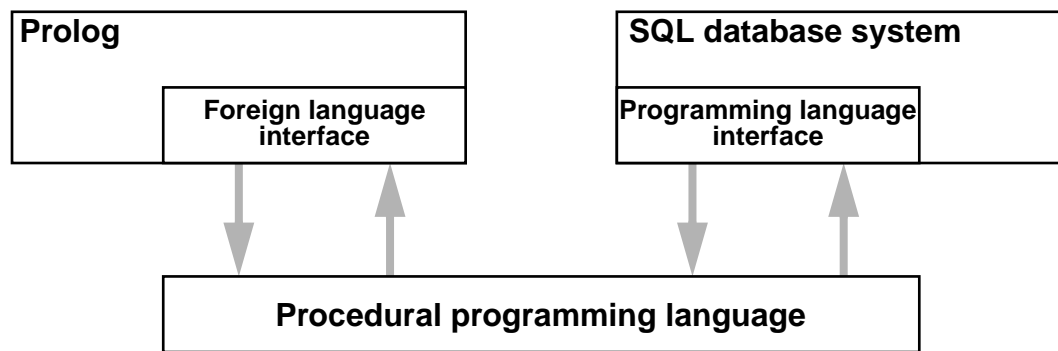 Prolog
Foreign language
interface
SQL database system
Programming language
interface
Procedural programming language